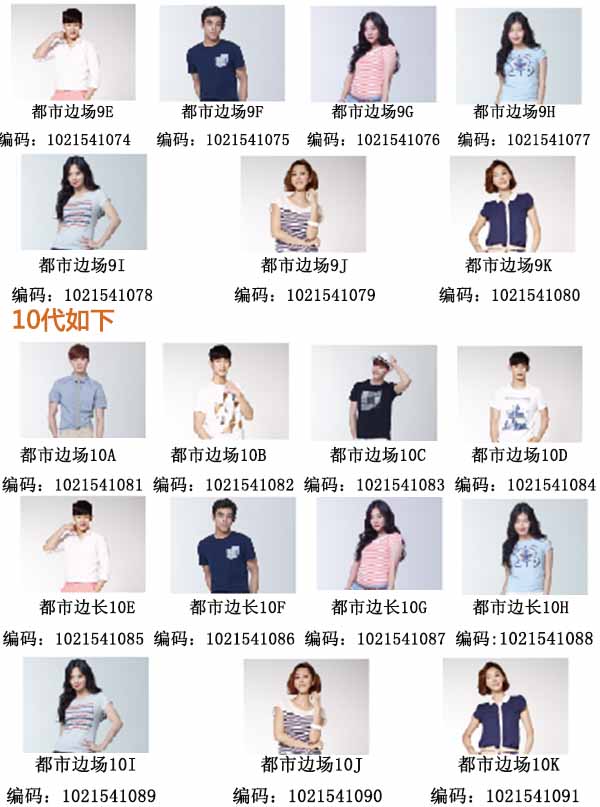 都市边场9E 都市边场9F 都市边场9G 都市边场9H
编码：1021541074 编码：1021541075 编码：1021541076 编码：1021541077
都市边场9I 都市边场9J 都市边场9K
编码：1021541078 编码：1021541079 编码：1021541080
10代如下
都市边场10A 都市边场10B 都市边场10C 都市边场10D
编码：1021541081 编码：1021541082 编码：1021541083 编码：1021541084
都市边长10E 都市边长10F 都市边长10G 都市边长10H
编码：1021541085 编码：1021541086 编码：1021541087 编码:1021541088
都市边场10I 都市边场10J 都市边场10K
编码：1021541089 编码：1021541090 编码：1021541091